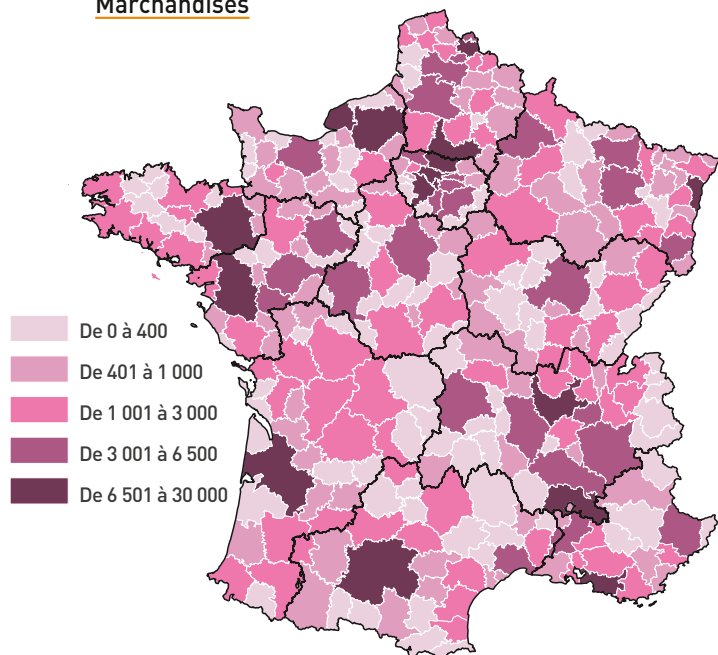 Marchandises
De 0 à 400
De 401 à 1 000
De 1 001 à 3 000
De 3 001 à 6 500
De 6 501 à 30 000